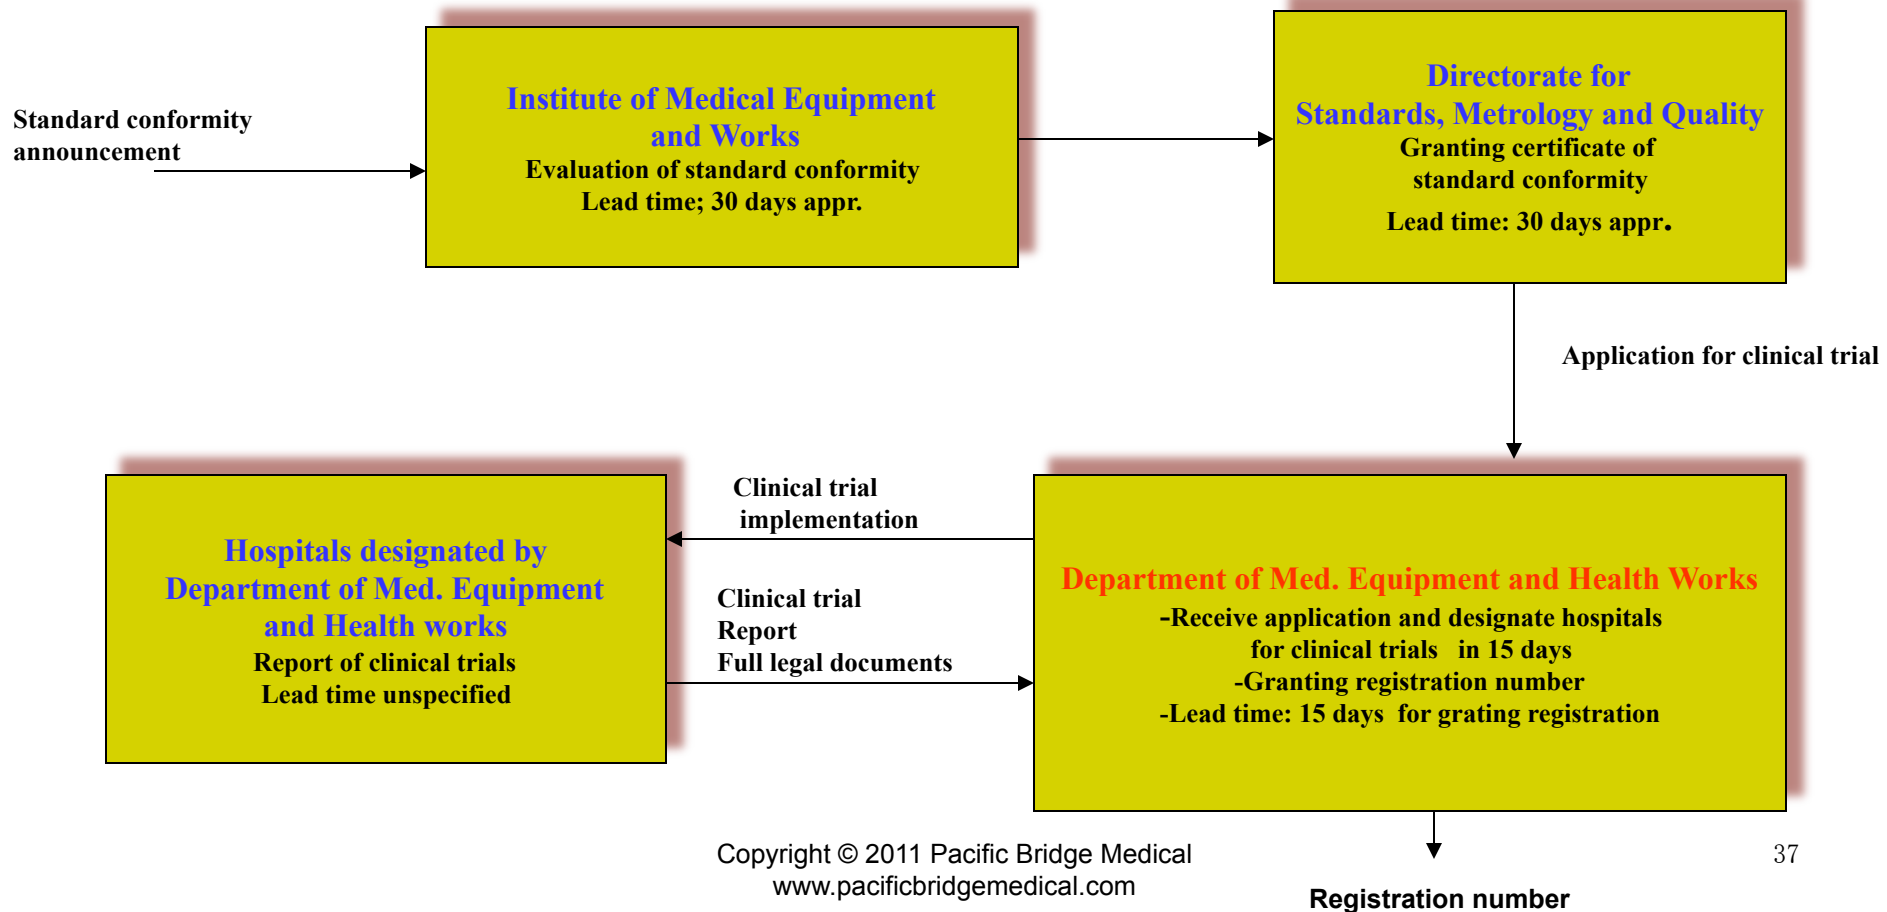 Standard conformity
announcement
Institute of Medical Equipment
and Works
Evaluation of standard conformity
Lead time; 30 days appr.
Directorate for
Standards, Metrology and Quality
Granting certificate of
standard conformity
Lead time: 30 days appr.
Application for clinical trial
Hospitals designated by
Department of Med. Equipment
and Health works
Report of clinical trials
Lead time unspecified
Clinical trial
implementation
Clinical trial
Report
Full legal documents
Department of Med. Equipment and Health Works
-Receive application and designate hospitals
for clinical trials in 15 days
-Granting registration number
-Lead time: 15 days for grating registration
Registration number
Copyright © 2011 Pacific Bridge Medical
www.pacificbridgemedical.com
37